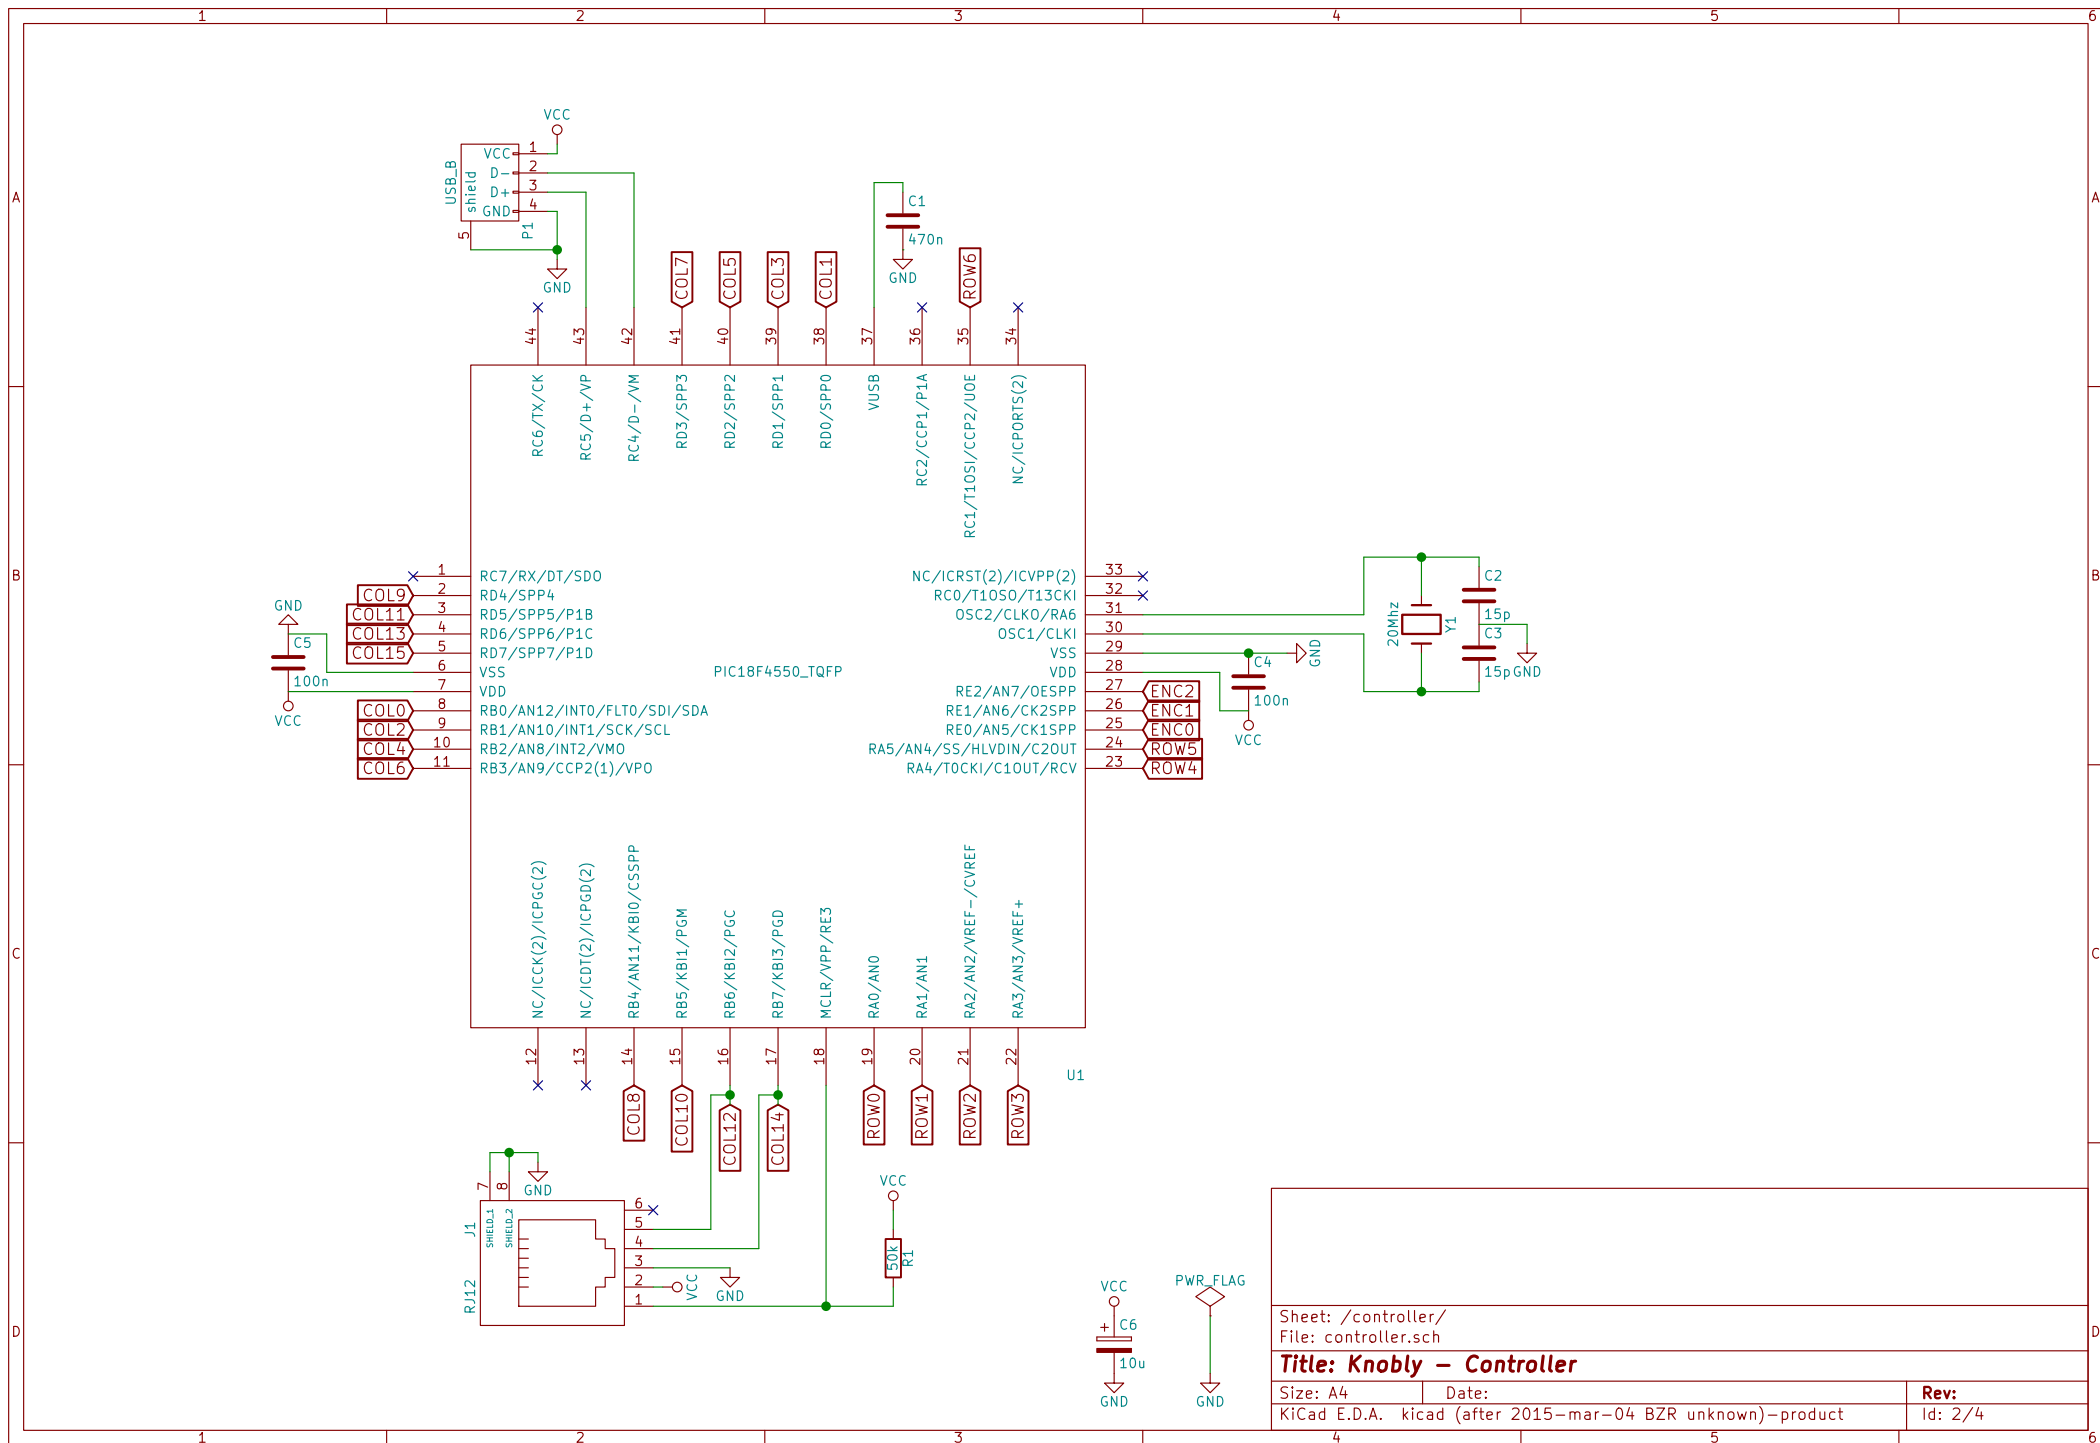 1 2 3 4 5 6
A
A
B
B
C
C
D
D
VCC
USB_B
shield
VCC 1
D- 2
D+ 3
GND 4
5
P1
GND
COL7
COL5
COL3
COL1
C1
470n
GND
ROW6
44 43 42 41 40 39 38 37 36 35 34
RC6/TX/CK
RC5/D+/VP
RC4/D-/VM
RD3/SPP3
RD2/SPP2
RD1/SPP1
RD0/SPP0
VUSB
RC2/CCP1/P1A
RC1/T1OSI/CCP2/UOE
NC/ICPORTS(2)
1 RC7/RX/DT/SDO
COL9 2 RD4/SPP4
COL11 3 RD5/SPP5/P1B
COL13 4 RD6/SPP6/P1C
COL15 5 RD7/SPP7/P1D
6 VSS
7 VDD
COL0 8 RB0/AN12/INT0/FLT0/SDI/SDA
COL2 9 RB1/AN10/INT1/SCK/SCL
COL4 10 RB2/AN8/INT2/VMO
COL6 11 RB3/AN9/CCP2(1)/VPO
GND
C5
100n
VCC
PIC18F4550_TQFP
NC/ICRST(2)/ICVPP(2) 33
RC0/T1OSO/T13CKI 32
OSC2/CLKO/RA6 31
OSC1/CLKI 30
VSS 29
VDD 28
RE2/AN7/OESPP 27 ENC2
RE1/AN6/CK2SPP 26 ENC1
RE0/AN5/CK1SPP 25 ENC0
RA5/AN4/SS/HLVDIN/C2OUT 24 ROW5
RA4/T0CKI/C1OUT/RCV 23 ROW4
C4
100n
GND
VCC
20Mhz
Y1
C2
15p
C3
15p
GND
NC/ICCK(2)/ICPGC(2)
NC/ICDT(2)/ICPGD(2)
RB4/AN11/KBI0/CSSPP
RB5/KBI1/PGM
RB6/KBI2/PGC
RB7/KBI3/PGD
MCLR/VPP/RE3
RA0/AN0
RA1/AN1
RA2/AN2/VREF-/CVREF
RA3/AN3/VREF+
12 13 14 15 16 17 18 19 20 21 22
U1
COL8
COL10
COL12
COL14
ROW0
ROW1
ROW2
ROW3
7 8
GND
J1
RJ12
SHIELD_1
SHIELD_2
6
5
4
3
2
1
VCC
GND
VCC
50k
R1
VCC
C6
+
10u
GND
PWR_FLAG
GND
Sheet: /controller/
File: controller.sch
Title: Knobly - Controller
Size: A4 Date: Rev:
KiCad E.D.A. kicad (after 2015-mar-04 BZR unknown)-product Id: 2/4
1 2 3 4 5 6